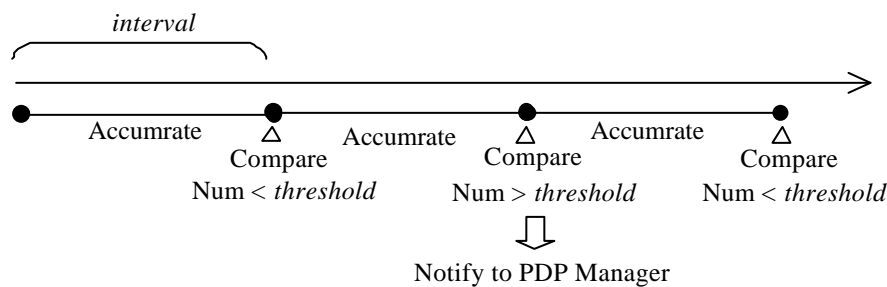 interval
Accumrate
Accumrate
Accumrate
Compare
Num < threshold
Compare
Num > threshold
Compare
Num < threshold
Notify to PDP Manager